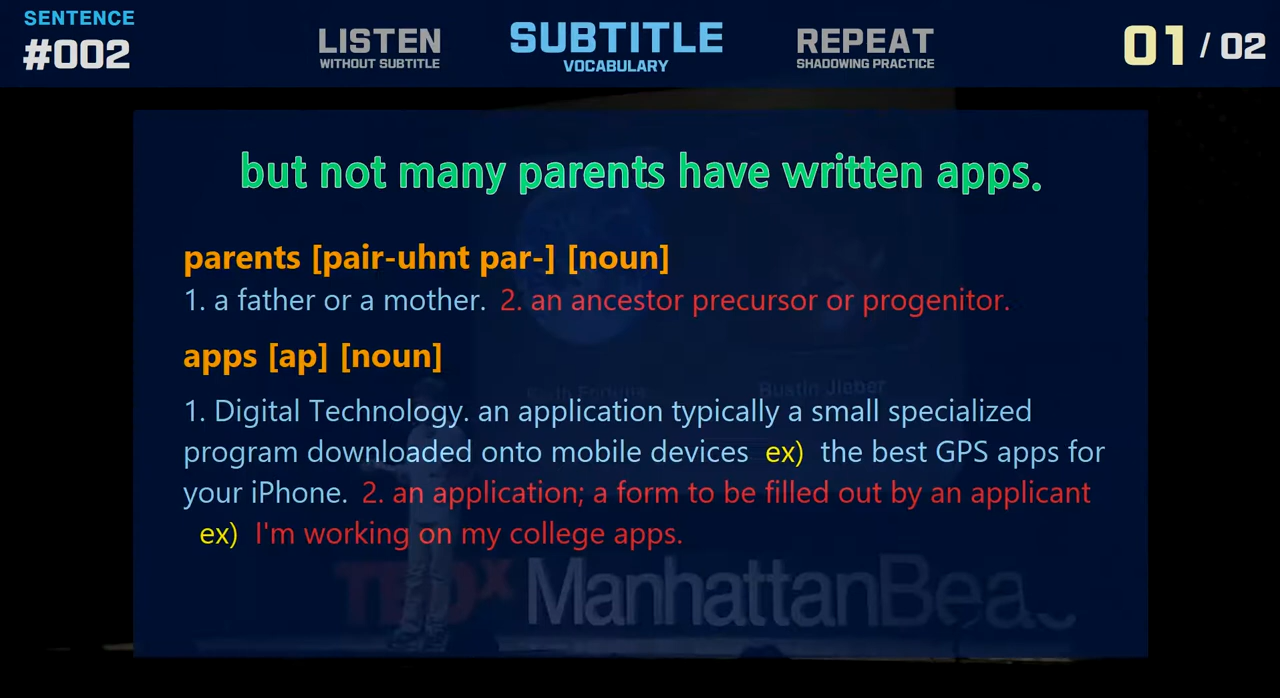 SENTENCE
#002
LISTEN
WITHOUT SUBTITLE
SUBTITLE
VOCABULARY
REPEAT
SHADOWING PRACTICE
01 / 02
but not many parents have written apps.
parents [pair-uhnt par-] [noun]
1. a father or a mother. 2. an ancestor precursor or progenitor.
apps [ap] [noun]
Bustin Jieber
1. Digital Technology. an application typically a small specialized
program downloaded onto mobile devices ex) the best GPS apps for
your iPhone. 2. an application; a form to be filled out by an applicant
ex) I'm working on my college apps.
TEDx ManhattanBeac